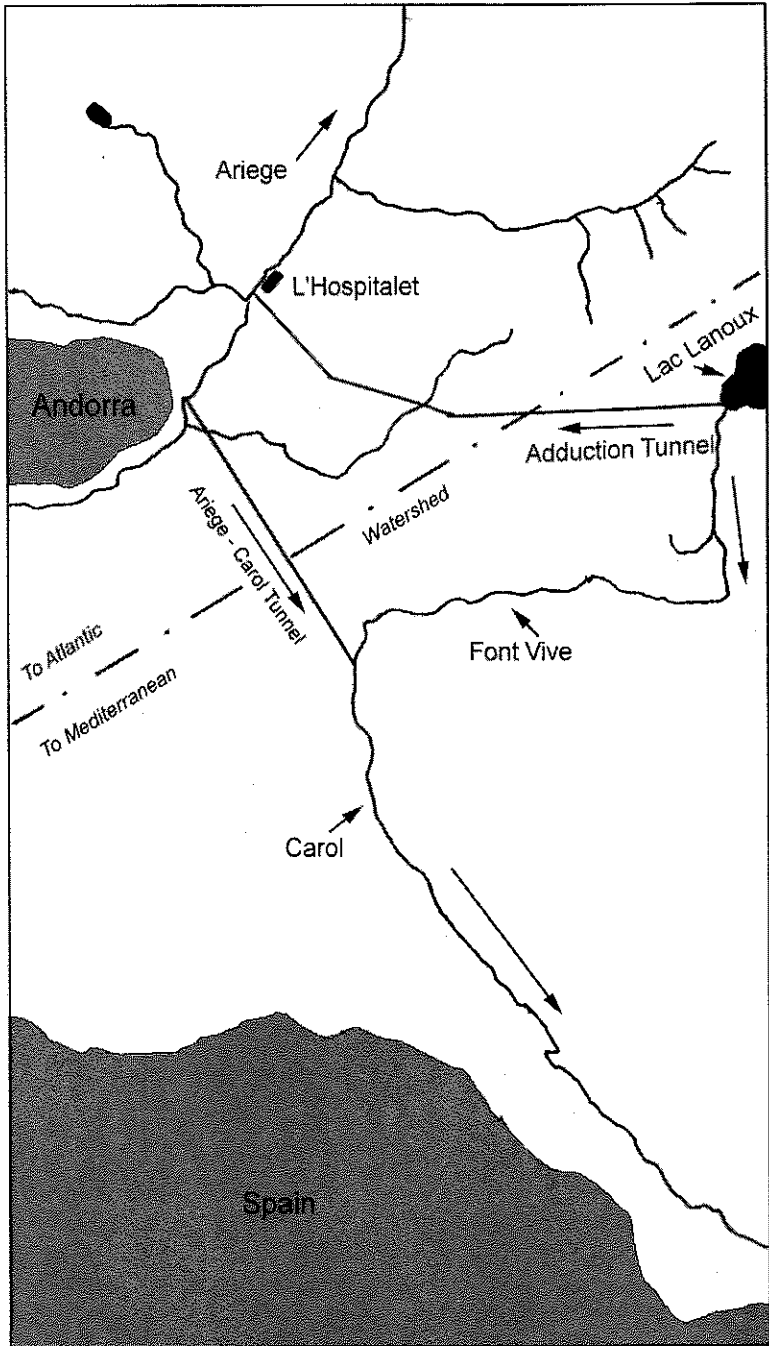 Ariege
L'Hospitalet
Lac Lanoux
Andorra
Adduction Tunnel
Ariege - Carol Tunnel
Watershed
Font Vive
To Atlantic
To Mediterranean
Carol
Spain